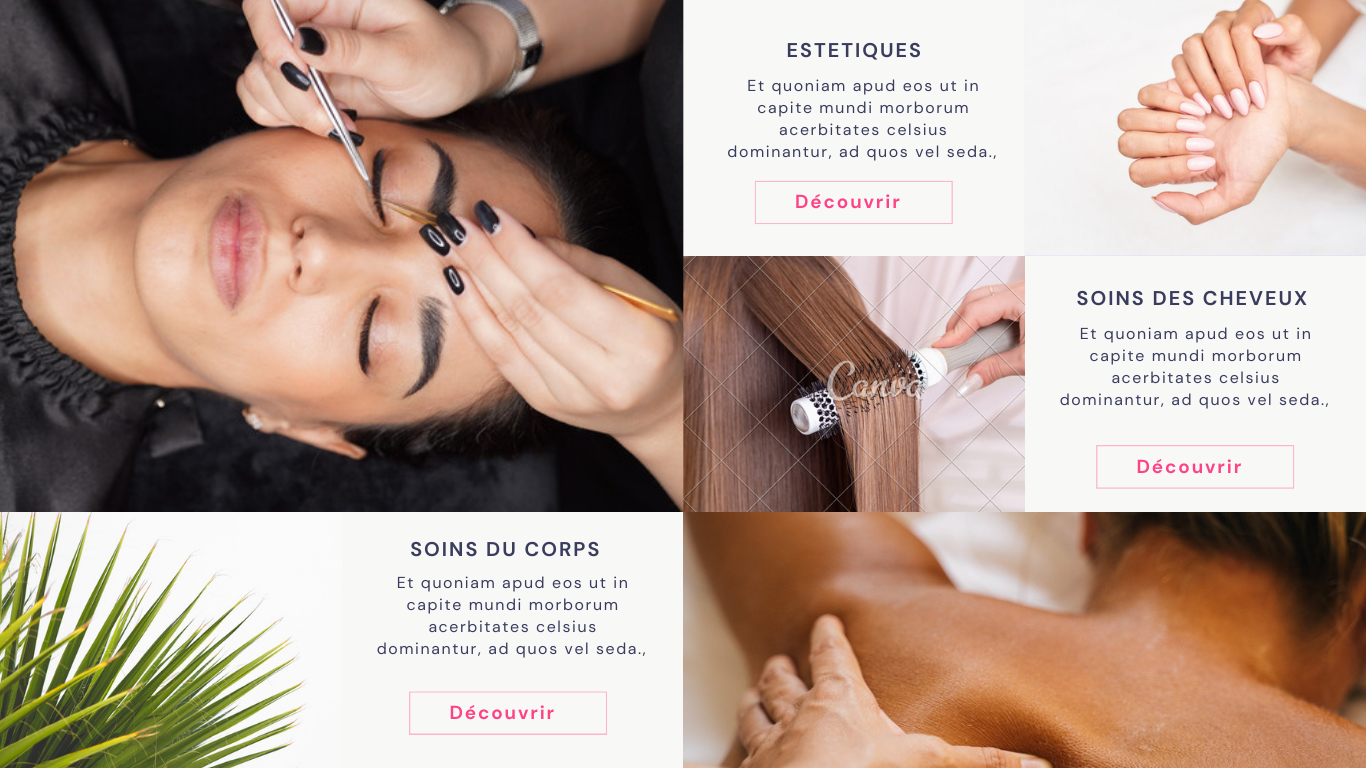 ESTETIQUES
Et quoniam apud eos ut in
capite mundi morborum
acerbitates celsius
dominantur, ad quos vel seda.,
Découvrir
Canva
SOINS DES CHEVEUX
Et quoniam apud eos ut in
capite mundi morborum
acerbitates celsius
dominantur, ad quos vel seda.,
Découvrir
SOINS DU CORPS
Et quoniam apud eos ut in
capite mundi morborum
acerbitates celsius
dominantur, ad quos vel seda.,
Découvrir